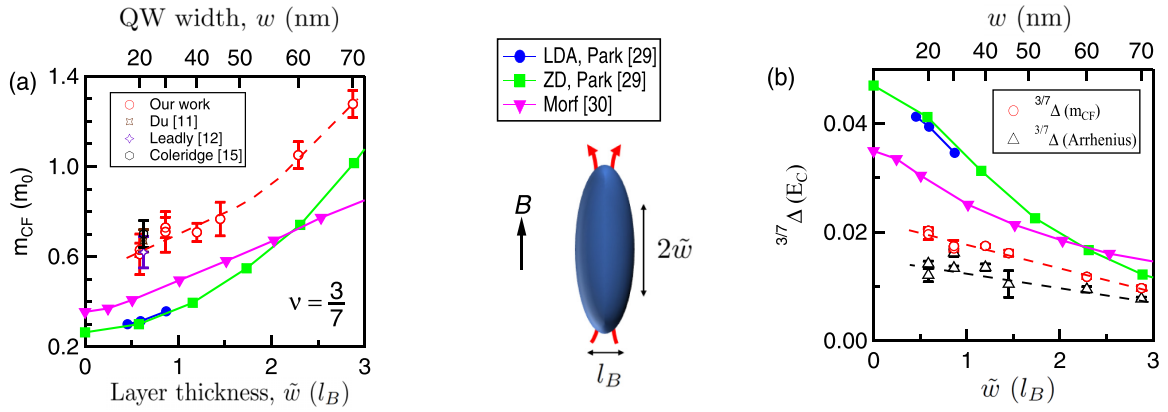 QW width, w (nm)
20 30 40 50 60 70
(a)
1.4
1.0
0.6
0.2
m_CF (m_0)
Our work
Du [11]
Leadly [12]
Coleridge [15]
ν = 3/7
0 1 2 3
Layer thickness, w̃ (l_B)
LDA, Park [29]
ZD, Park [29]
Morf [30]
B
2w̃
l_B
w (nm)
20 30 40 50 60 70
(b)
0.04
0.02
0.00
^{3/7}Δ (E_C)
^{3/7}Δ (m_CF)
^{3/7}Δ (Arrhenius)
0 1 2 3
w̃ (l_B)